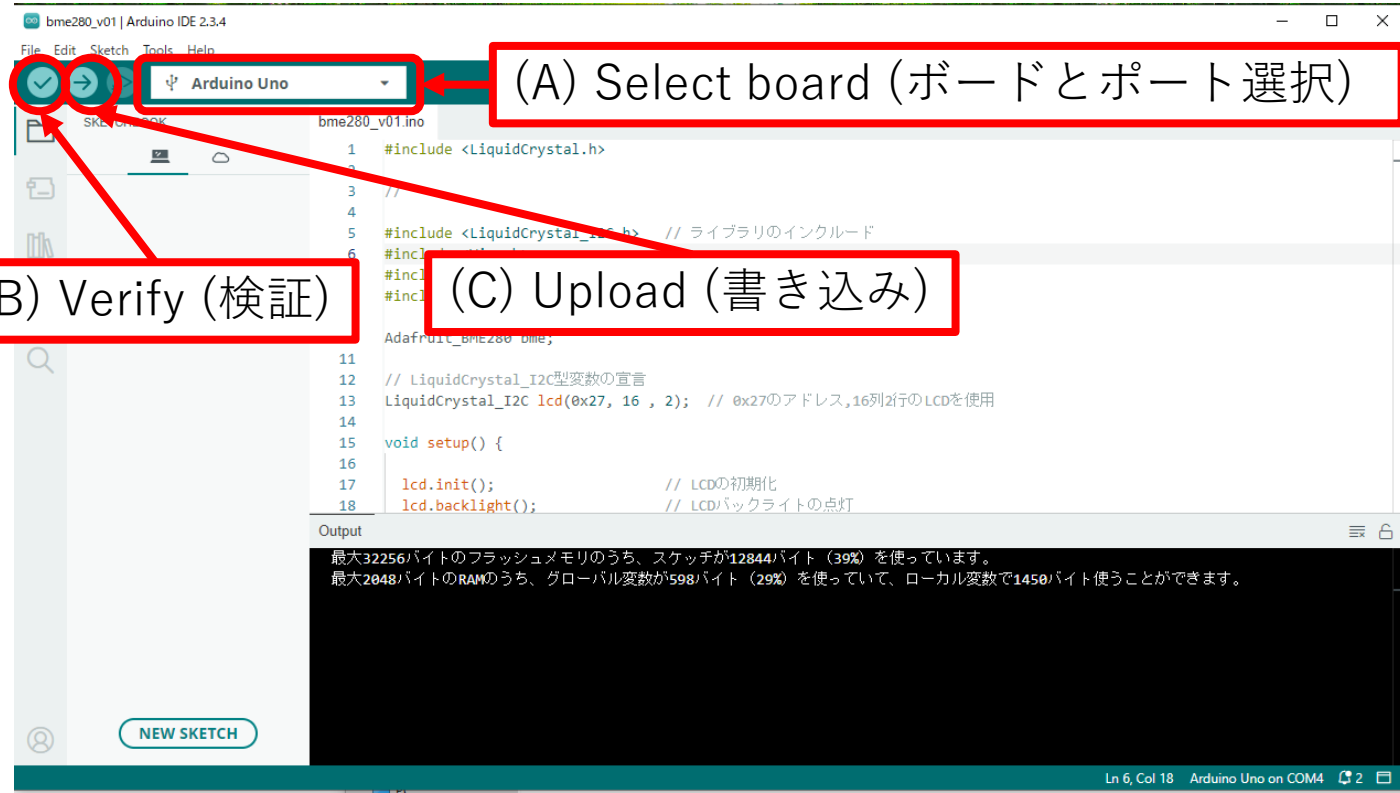 bme280_v01 | Arduino IDE 2.3.4
File Edit Sketch Tools Help
Arduino Uno
(A) Select board (ボードとポート選択)
bme280_v01.ino
1 #include <LiquidCrystal.h>
3 //
4
5 #include <LiquidCrystal_I2C.h> // ライブラリのインクルード
6
(B) Verify (検証)
(C) Upload (書き込み)
Adafruit_BME280 bme;
11
12 // LiquidCrystal_I2C型変数の宣言
13 LiquidCrystal_I2C lcd(0x27, 16 , 2); // 0x27のアドレス,16列2行のLCDを使用
14
15 void setup() {
16
17 lcd.init(); // LCDの初期化
18 lcd.backlight(); // LCDバックライトの点灯
Output
最大32256バイトのフラッシュメモリのうち、スケッチが12844バイト（39%）を使っています。
最大2048バイトのRAMのうち、グローバル変数が598バイト（29%）を使っていて、ローカル変数で1450バイト使うことができます。
NEW SKETCH
Ln 6, Col 18 Arduino Uno on COM4 2